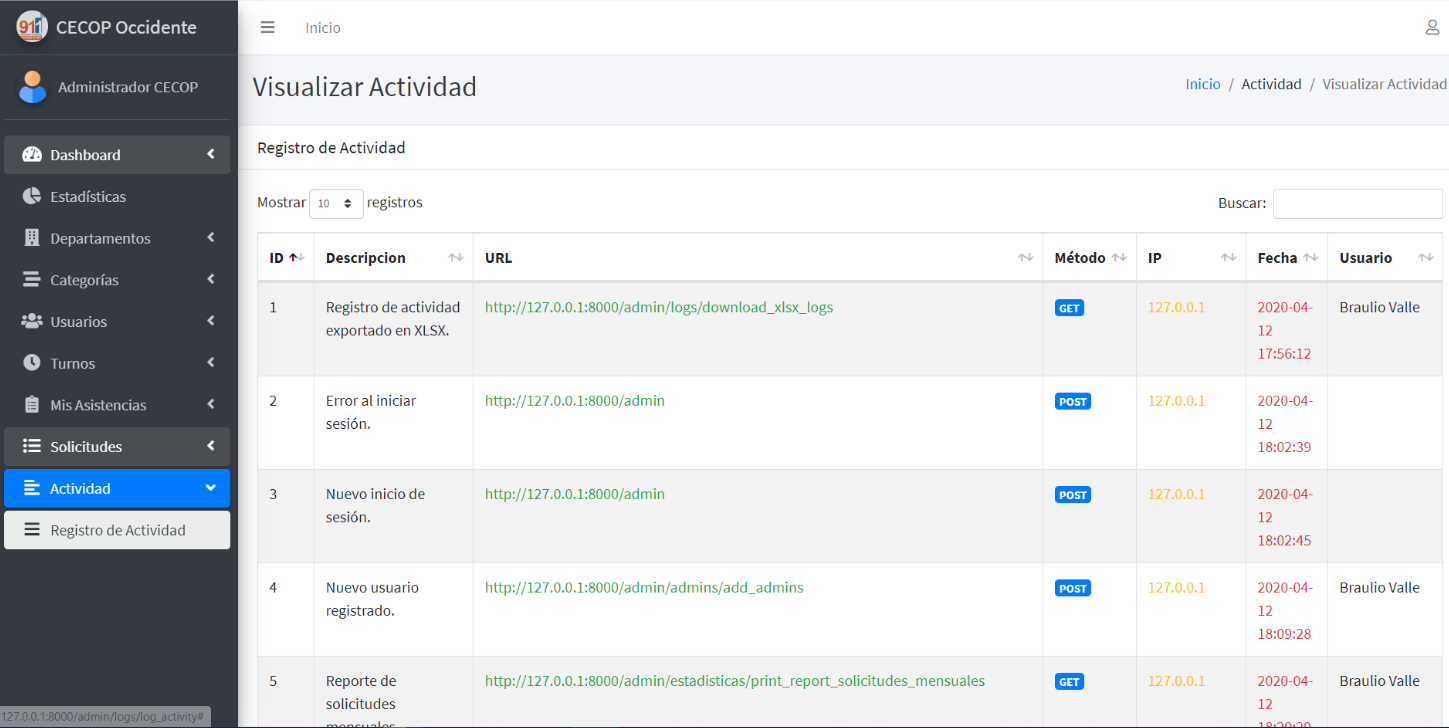 911
CECOP Occidente
Inicio
Administrador CECOP
Dashboard
Estadísticas
Departamentos
Categorías
Usuarios
Turnos
Mis Asistencias
Solicitudes
Actividad
Registro de Actividad
127.0.0.1:8000/admin/logs/log_activity#
Visualizar Actividad
Inicio / Actividad / Visualizar Actividad
Registro de Actividad
Mostrar 10 registros
Buscar:
ID Descripcion URL Método IP Fecha Usuario
1 Registro de actividad http://127.0.0.1:8000/admin/logs/download_xlsx_logs GET 127.0.0.1 2020-04- Braulio Valle
exportado en XLSX. 12
17:56:12
2 Error al iniciar http://127.0.0.1:8000/admin POST 127.0.0.1 2020-04-
sesión. 12
18:02:39
3 Nuevo inicio de http://127.0.0.1:8000/admin POST 127.0.0.1 2020-04-
sesión. 12
18:02:45
4 Nuevo usuario http://127.0.0.1:8000/admin/admins/add_admins POST 127.0.0.1 2020-04- Braulio Valle
registrado. 12
18:09:28
5 Reporte de http://127.0.0.1:8000/admin/estadisticas/print_report_solicitudes_mensuales GET 127.0.0.1 2020-04- Braulio Valle
solicitudes 12
mensuales